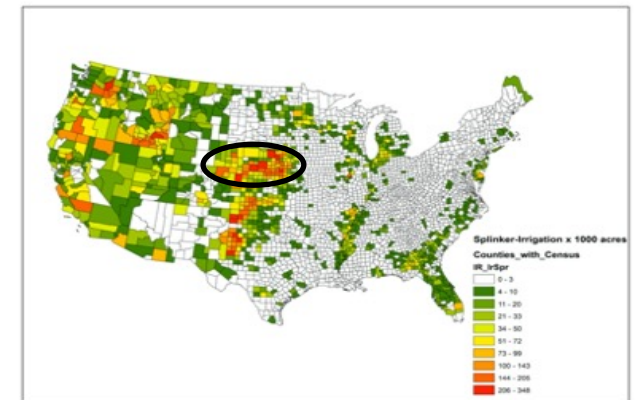 Splinker-Irrigation x 1000 acres
Counties_with_Census
IR_IrSpr
0 - 3
4 - 10
11 - 20
21 - 33
34 - 50
51 - 72
73 - 99
100 - 143
144 - 205
206 - 348